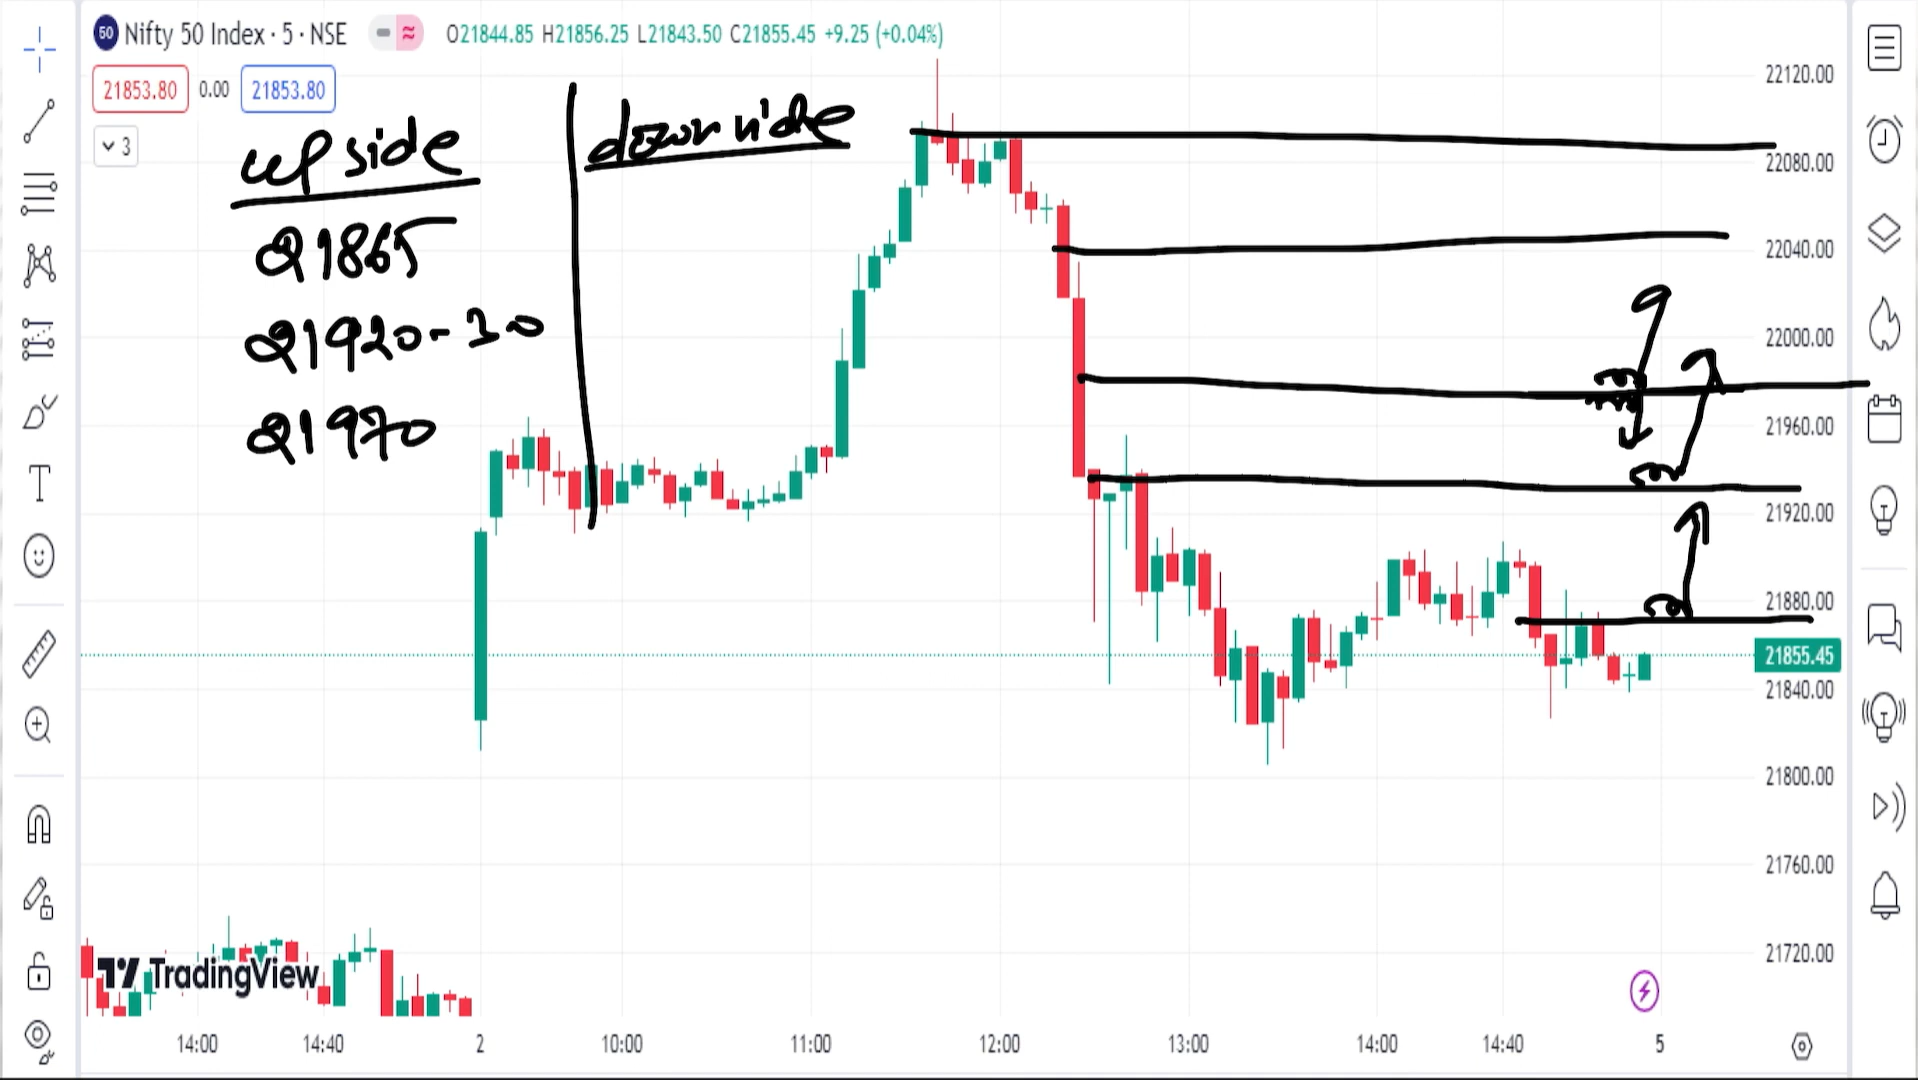 50 Nifty 50 Index · 5 · NSE O21844.85 H21856.25 L21843.50 C21855.45 +9.25 (+0.04%)
21853.80 0.00 21853.80
3
up side
down side
21865
21920-30
21970
22120.00
22080.00
22040.00
22000.00
21960.00
21920.00
21880.00
21855.45
21840.00
21800.00
21760.00
21720.00
TradingView
14:00 14:40 2 10:00 11:00 12:00 13:00 14:00 14:40 5